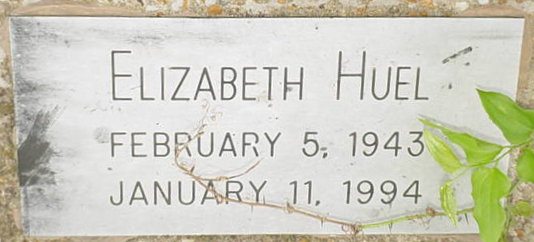 Elizabeth Huel
February 5, 1943
January 11, 1994